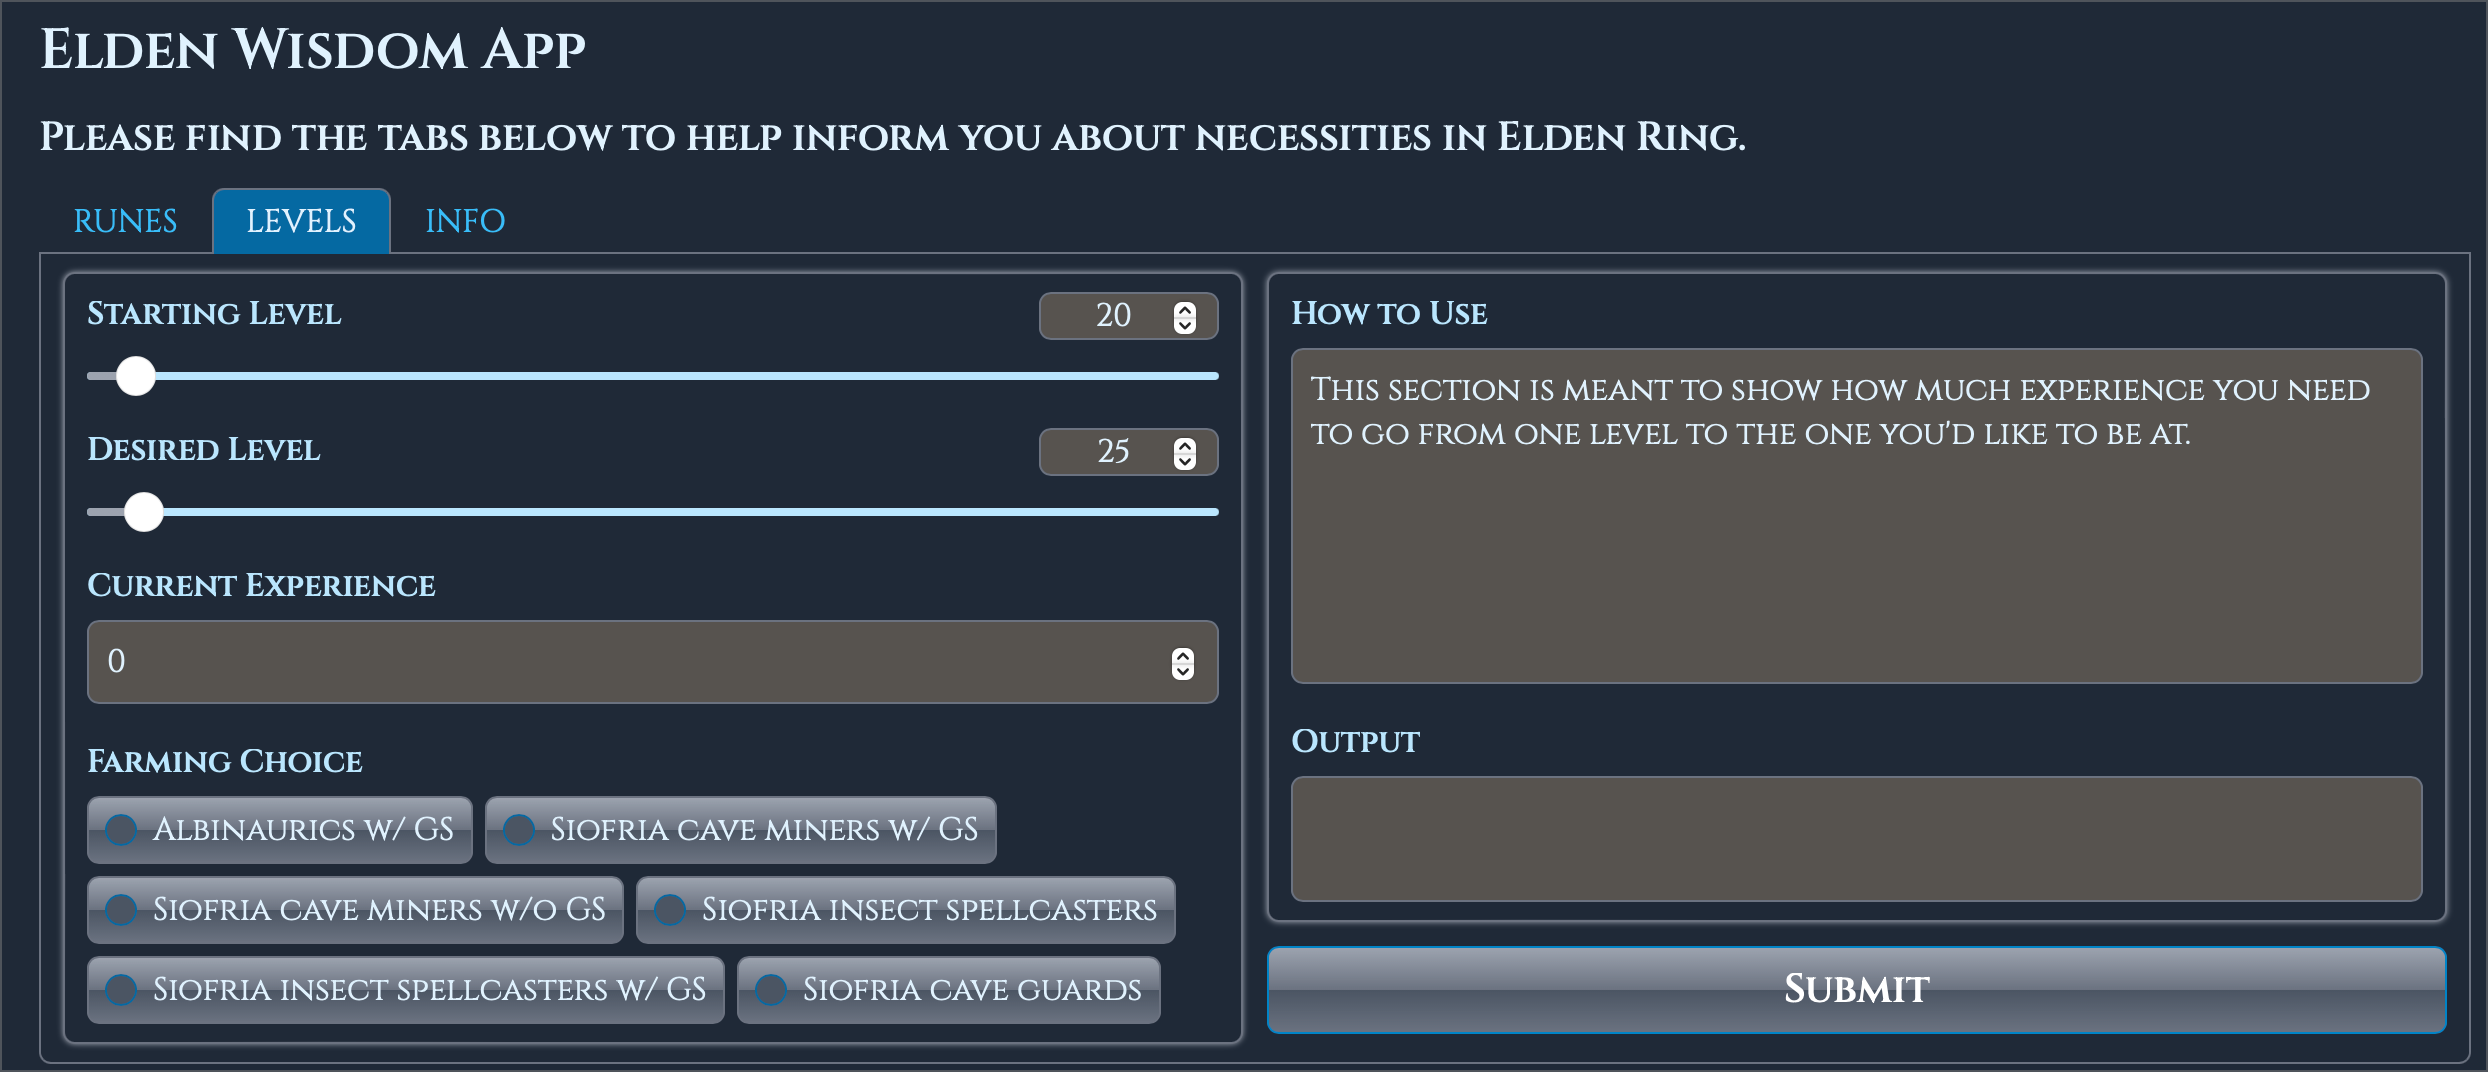 Elden Wisdom App
Please find the tabs below to help inform you about necessities in Elden Ring.
RUNES LEVELS INFO
Starting Level
20
Desired Level
25
Current Experience
0
Farming Choice
Albinaurics w/ GS Siofria cave miners w/ GS
Siofria cave miners w/o GS Siofria insect spellcasters
Siofria insect spellcasters w/ GS Siofria cave guards
How to Use
This section is meant to show how much experience you need
to go from one level to the one you'd like to be at.
Output
Submit